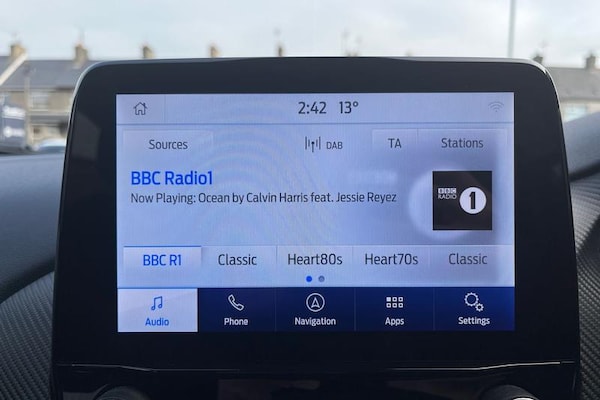 2:42 13°
Sources DAB TA Stations
BBC Radio1
Now Playing: Ocean by Calvin Harris feat. Jessie Reyez
BBC
RADIO 1
BBC R1 Classic Heart80s Heart70s Classic
Audio Phone Navigation Apps Settings